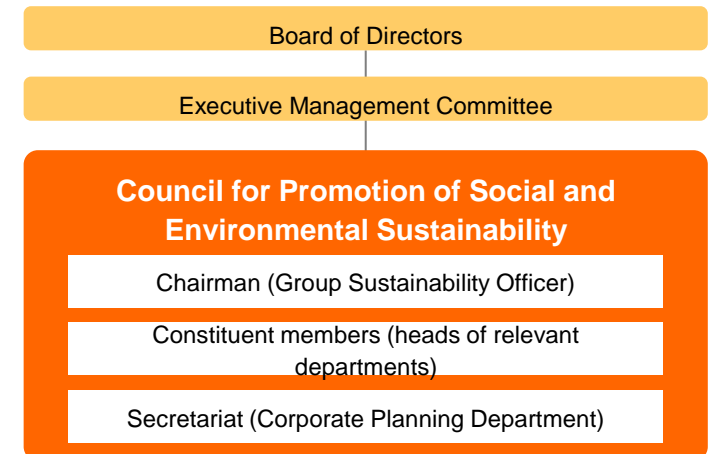 Board of Directors
Executive Management Committee
Council for Promotion of Social and
Environmental Sustainability
Chairman (Group Sustainability Officer)
Constituent members (heads of relevant
departments)
Secretariat (Corporate Planning Department)